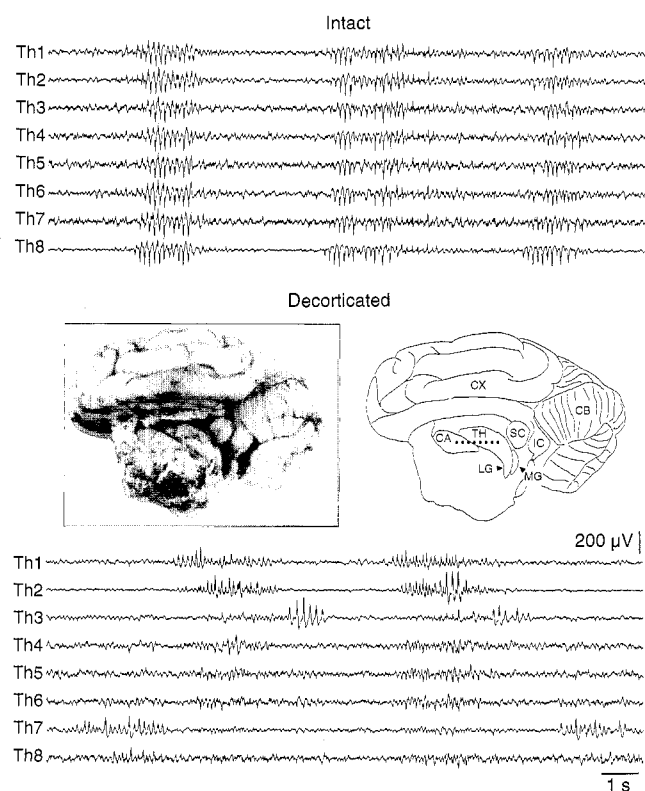 Intact
Th1
Th2
Th3
Th4
Th5
Th6
Th7
Th8
Decorticated
CX
CB
CA
TH
SC
IC
LG
MG
200 μV
Th1
Th2
Th3
Th4
Th5
Th6
Th7
Th8
1 s